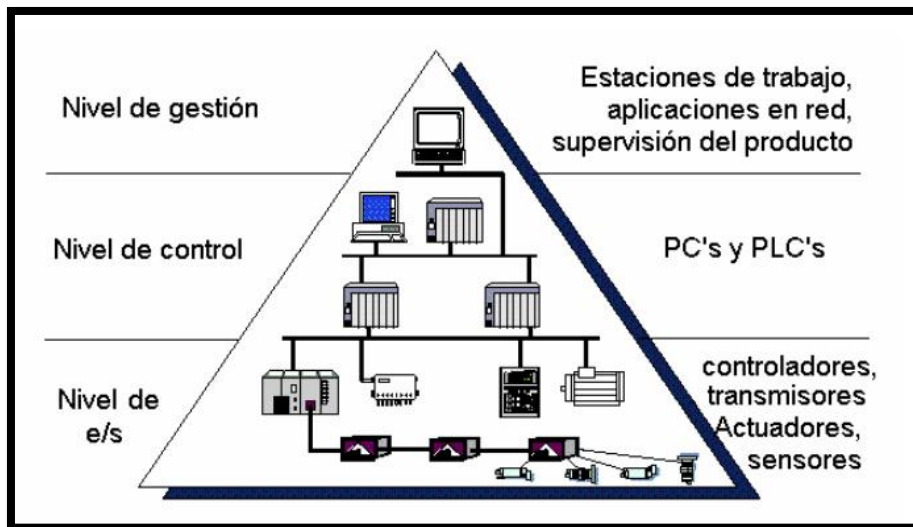 Nivel de gestión
Estaciones de trabajo,
aplicaciones en red,
supervisión del producto
Nivel de control
PC's y PLC's
Nivel de
e/s
controladores,
transmisores
Actuadores,
sensores